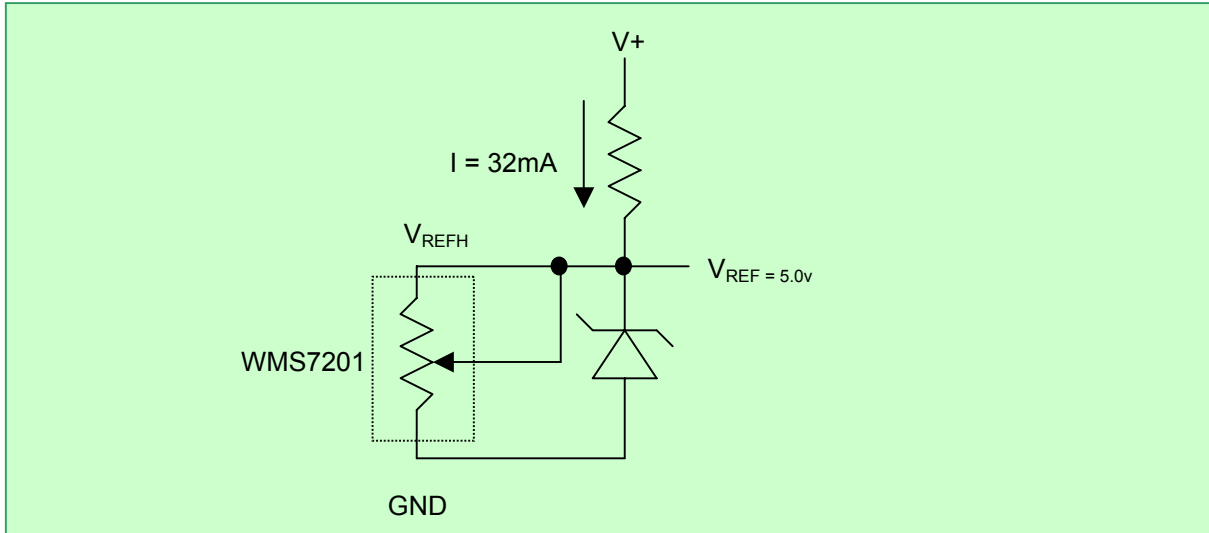 V+
I = 32mA
VREFH
VREF = 5.0v
WMS7201
GND